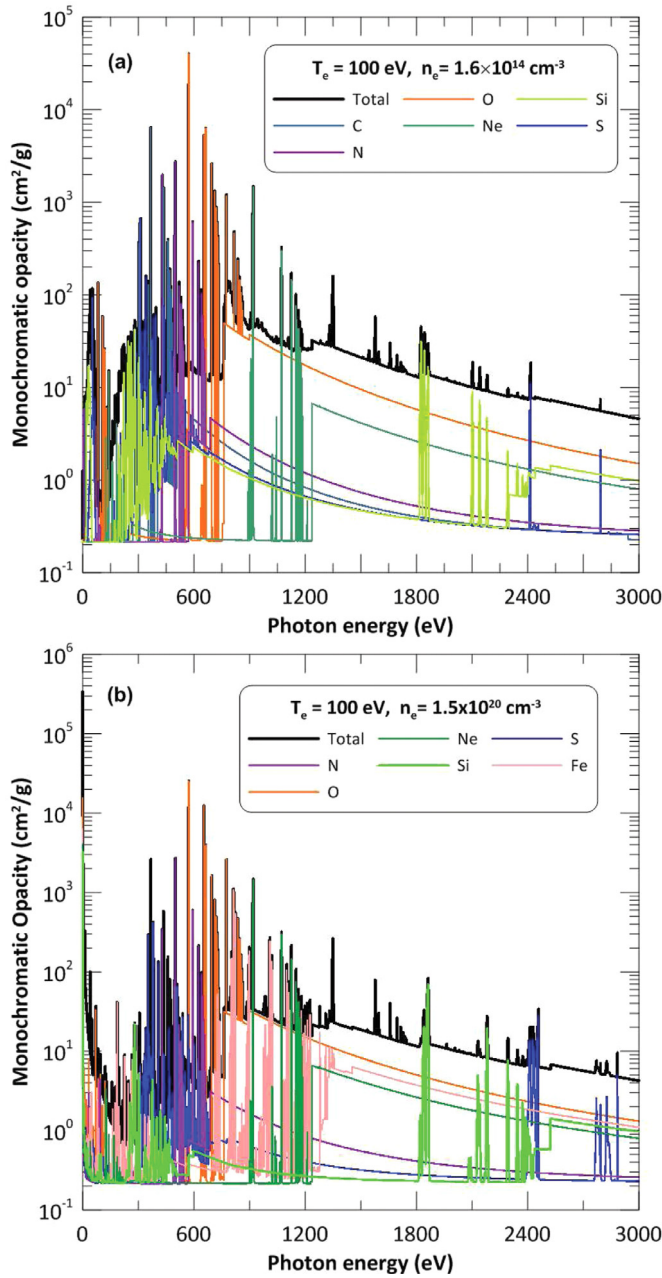 (a)
T_e = 100 eV, n_e = 1.6×10^14 cm^-3
Total O Si
C Ne S
N
10^5
10^4
10^3
10^2
10^1
10^0
10^-1
Monochromatic opacity (cm^2/g)
0 600 1200 1800 2400 3000
Photon energy (eV)
(b)
T_e = 100 eV, n_e= 1.5x10^20 cm^-3
Total Ne S
N Si Fe
O
10^6
10^5
10^4
10^3
10^2
10^1
10^0
10^-1
Monochromatic Opacity (cm^2/g)
0 600 1200 1800 2400 3000
Photon energy (eV)